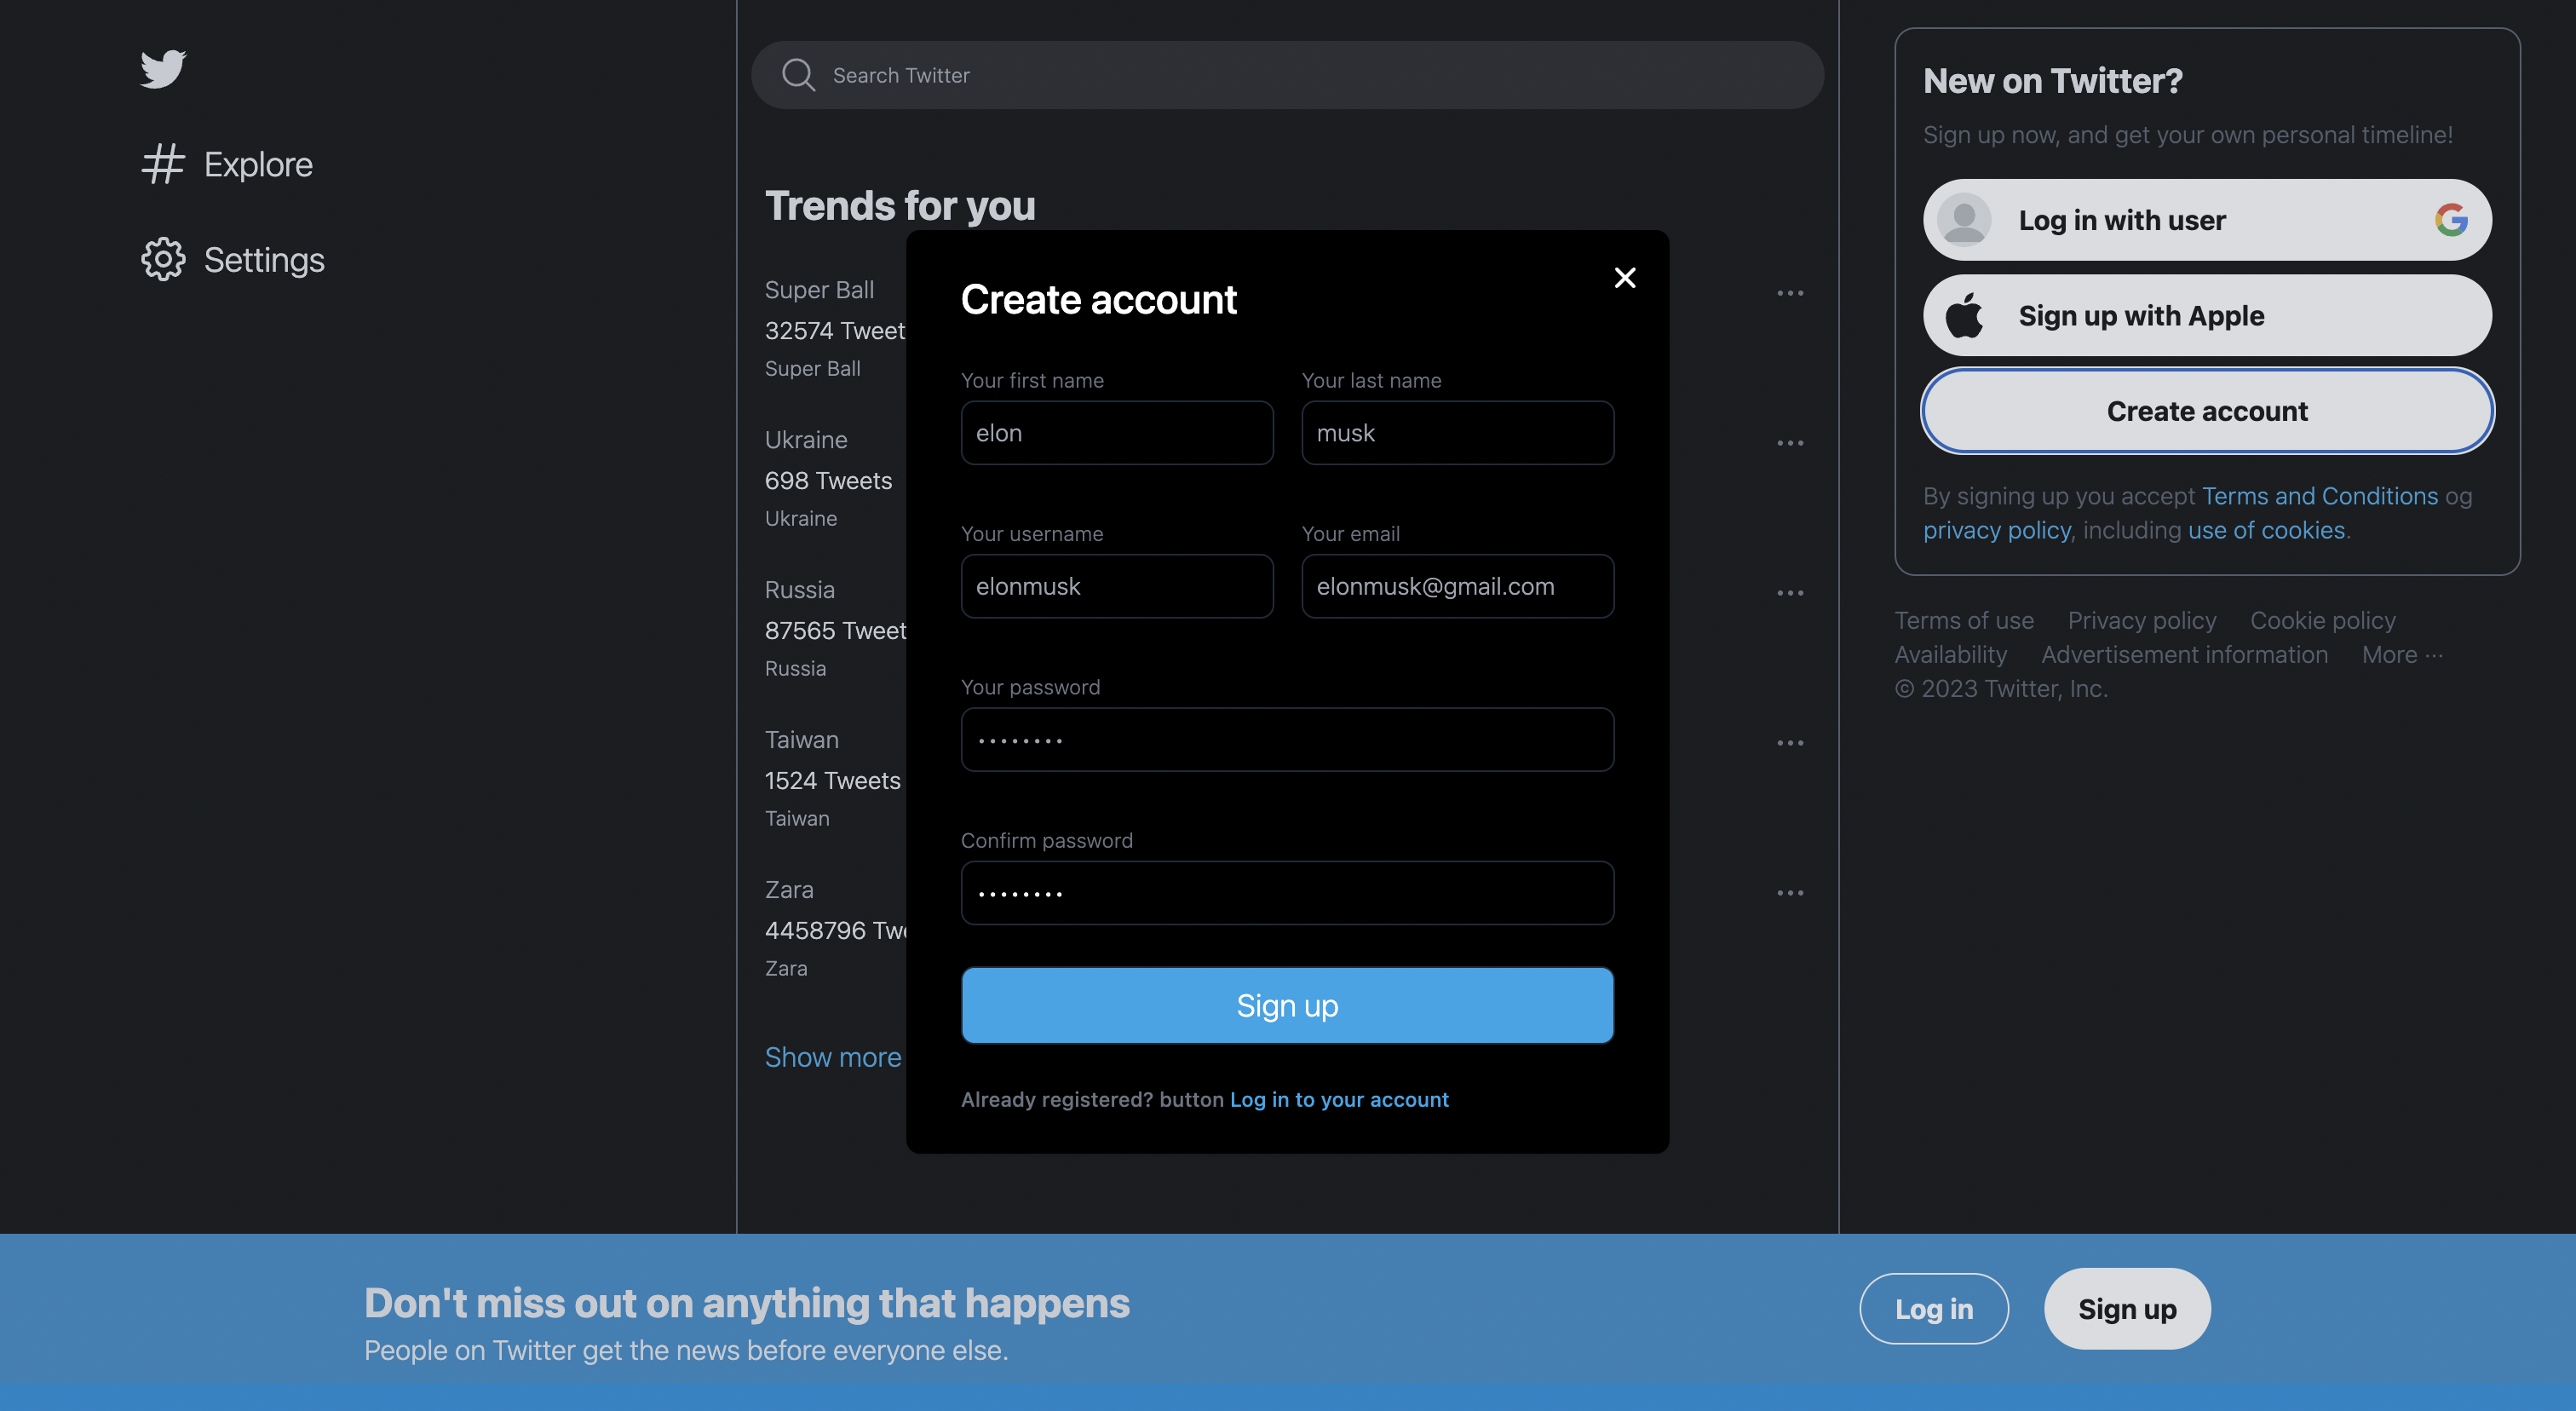 Explore
Settings
Search Twitter
Trends for you
Super Ball
32574 Tweet
Super Ball
Ukraine
698 Tweets
Ukraine
Russia
87565 Tweet
Russia
Taiwan
1524 Tweets
Taiwan
Zara
4458796 Twe
Zara
Show more
Create account
Your first name
Your last name
elon
musk
Your username
Your email
elonmusk
elonmusk@gmail.com
Your password
........
Confirm password
........
Sign up
Already registered? button Log in to your account
New on Twitter?
Sign up now, and get your own personal timeline!
Log in with user
Sign up with Apple
Create account
By signing up you accept Terms and Conditions og
privacy policy, including use of cookies.
Terms of use Privacy policy Cookie policy
Availability Advertisement information More ...
© 2023 Twitter, Inc.
Don't miss out on anything that happens
People on Twitter get the news before everyone else.
Log in
Sign up